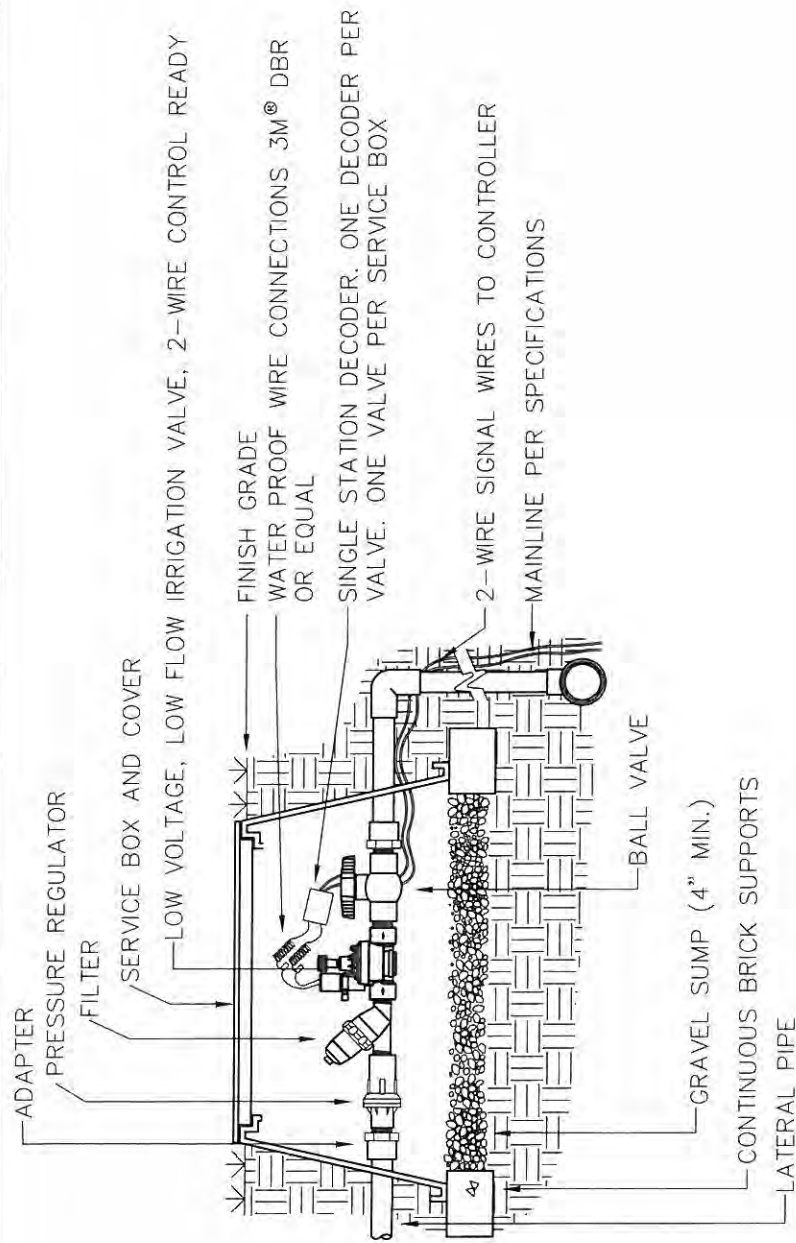 ADAPTER
PRESSURE REGULATOR
FILTER
SERVICE BOX AND COVER
LOW VOLTAGE, LOW FLOW IRRIGATION VALVE, 2-WIRE CONTROL READY
FINISH GRADE
WATER PROOF WIRE CONNECTIONS 3M® DBR
OR EQUAL
SINGLE STATION DECODER. ONE DECODER PER
VALVE. ONE VALVE PER SERVICE BOX
2-WIRE SIGNAL WIRES TO CONTROLLER
MAINLINE PER SPECIFICATIONS
BALL VALVE
GRAVEL SUMP (4" MIN.)
CONTINUOUS BRICK SUPPORTS
LATERAL PIPE